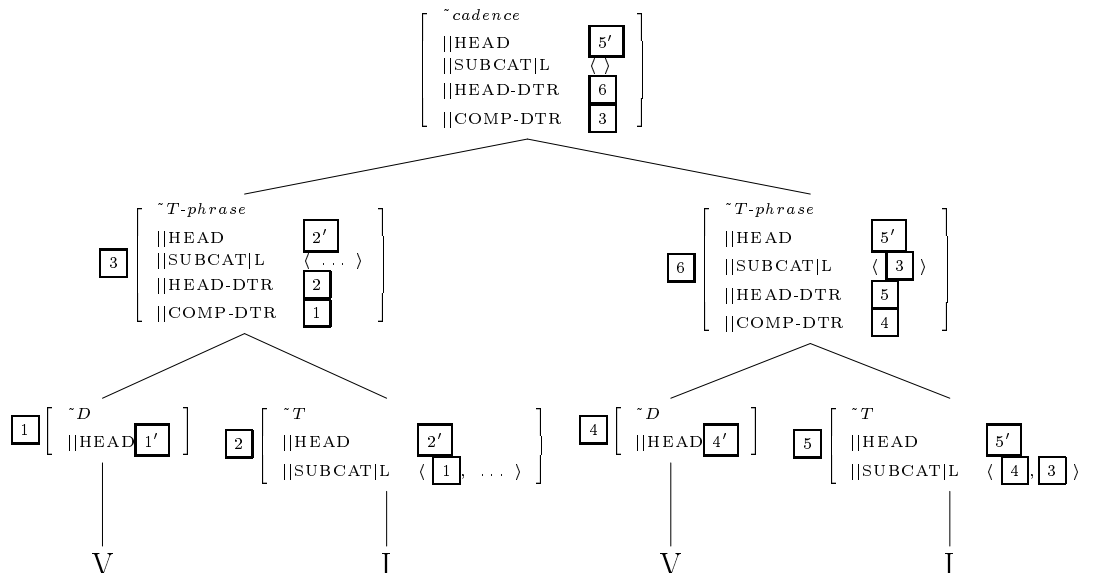 ~cadence
||HEAD 5′
||SUBCAT|L ⟨ ⟩
||HEAD-DTR 6
||COMP-DTR 3
3 ~T-phrase
||HEAD 2′
||SUBCAT|L ⟨ ... ⟩
||HEAD-DTR 2
||COMP-DTR 1
6 ~T-phrase
||HEAD 5′
||SUBCAT|L ⟨ 3 ⟩
||HEAD-DTR 5
||COMP-DTR 4
1 ~D
||HEAD 1′
2 ~T
||HEAD 2′
||SUBCAT|L ⟨ 1, ... ⟩
4 ~D
||HEAD 4′
5 ~T
||HEAD 5′
||SUBCAT|L ⟨ 4, 3 ⟩
V I V I